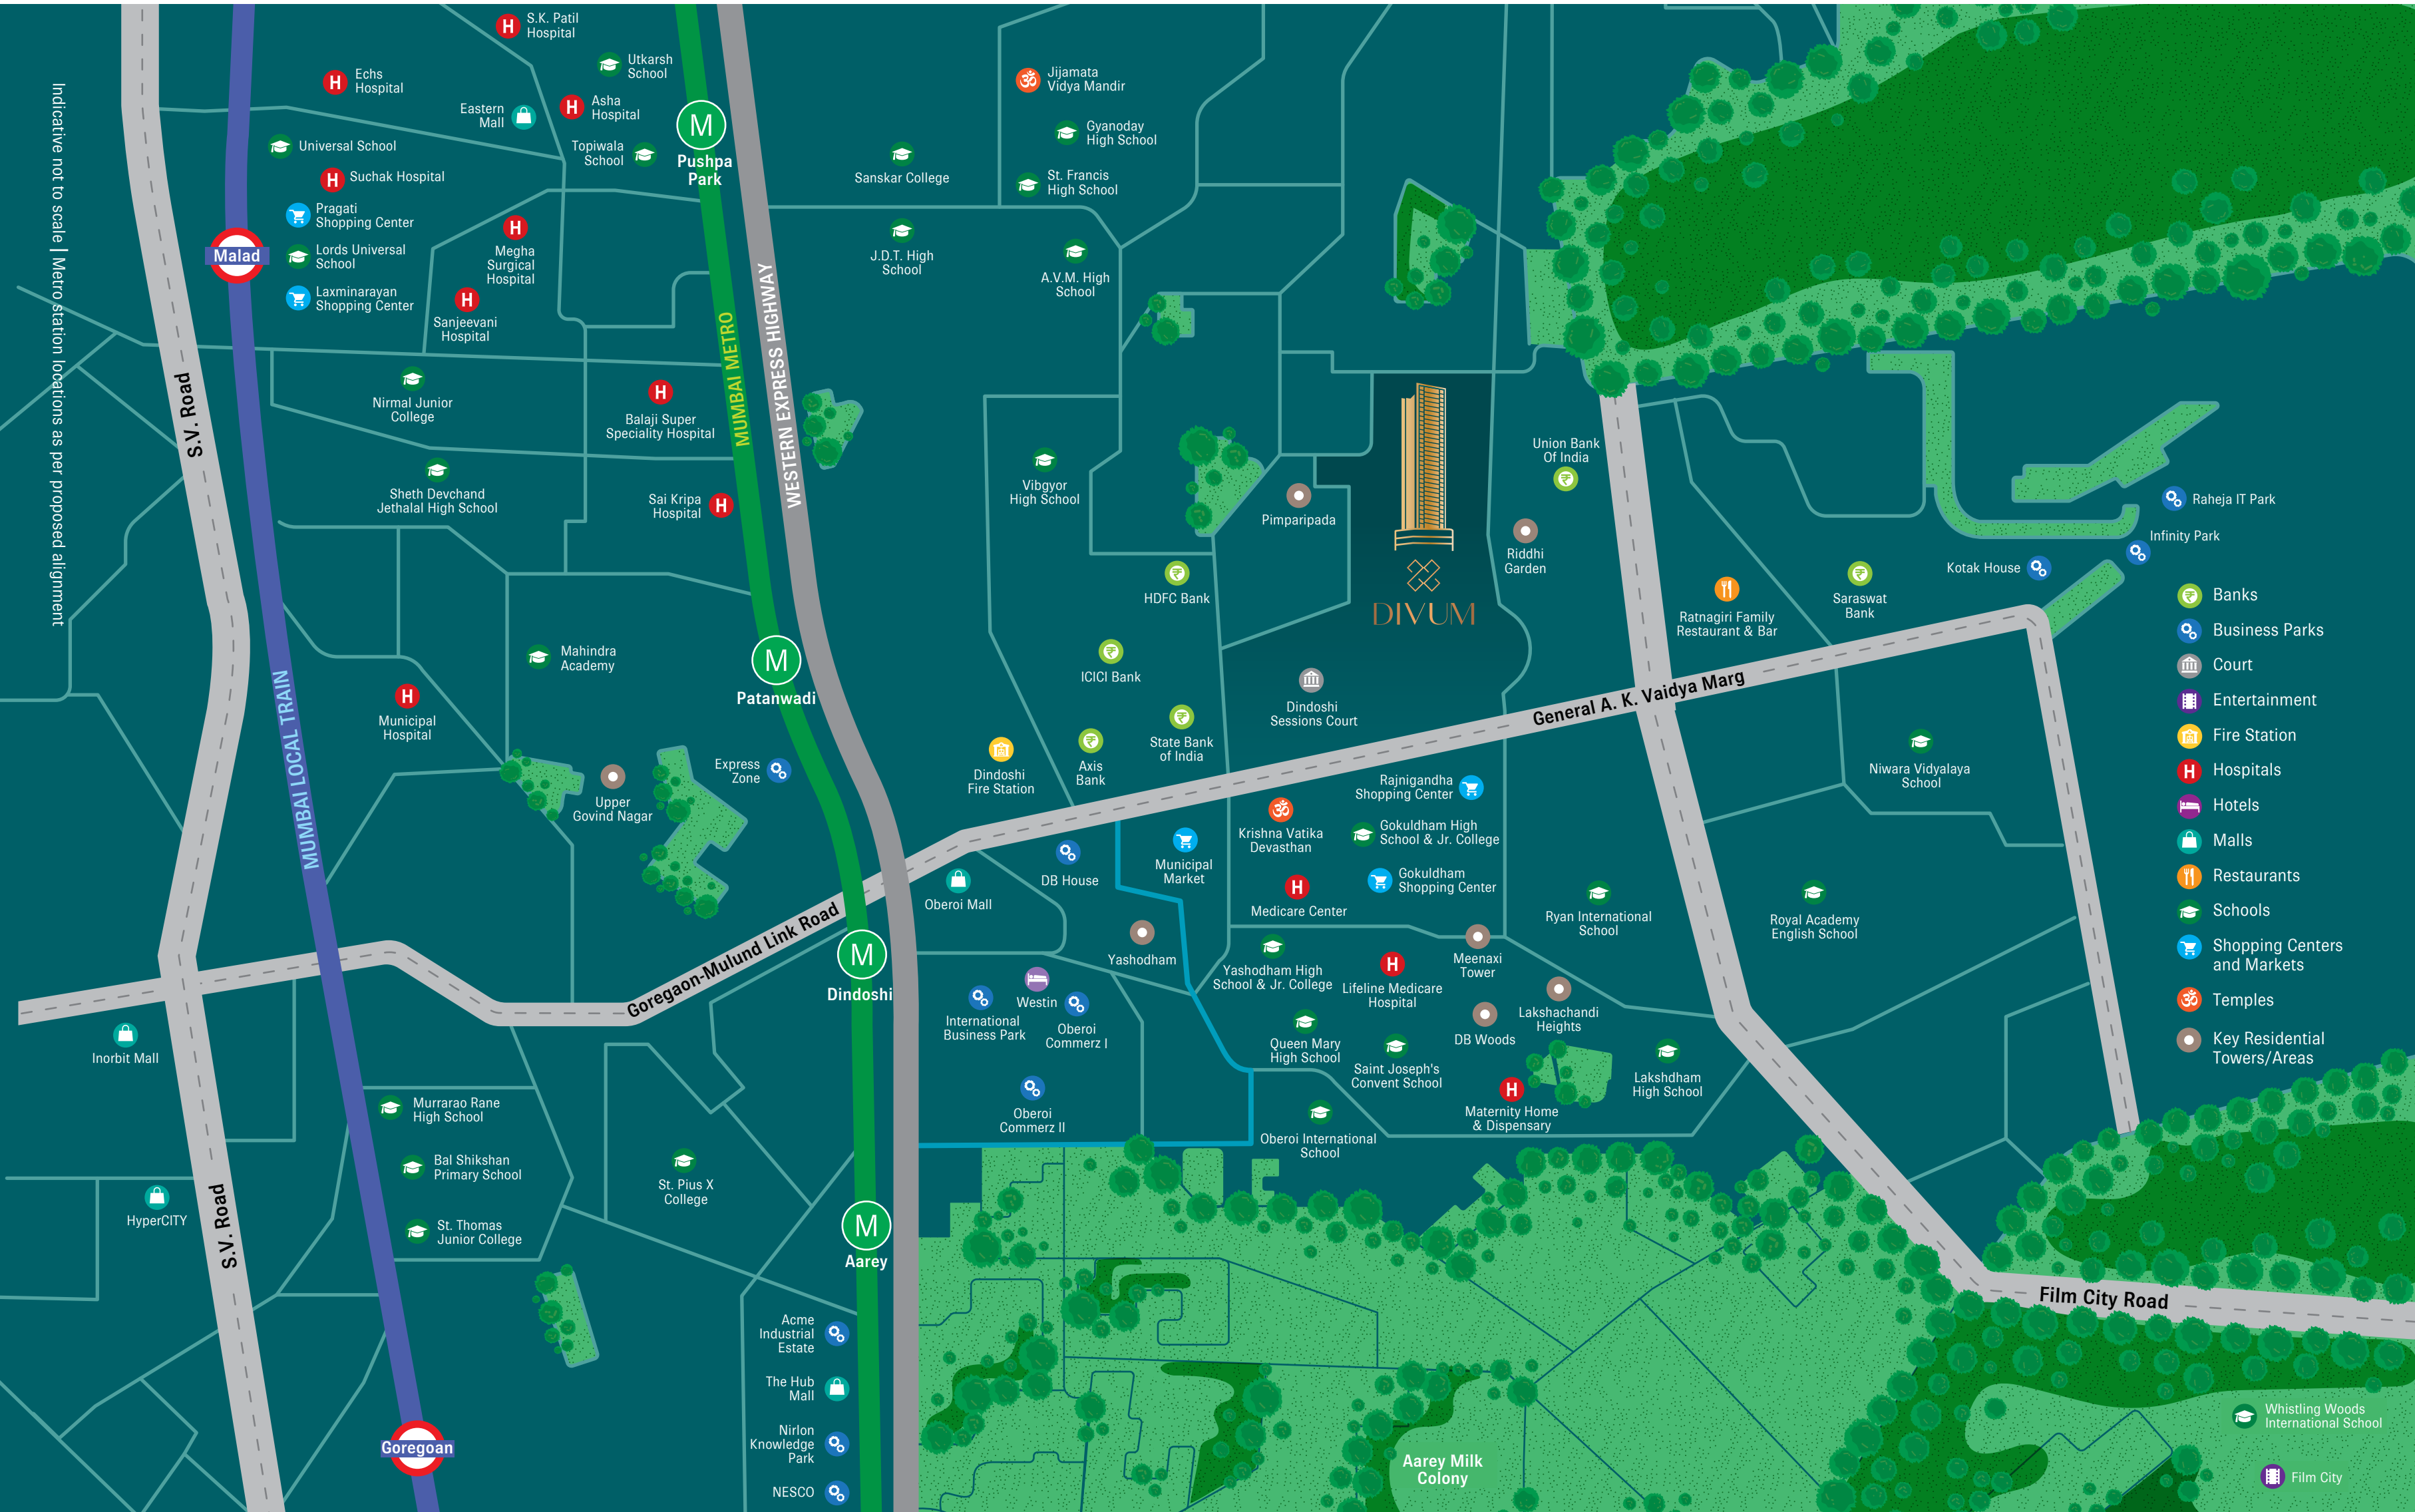 Indicative not to scale | Metro station locations as per proposed alignment
S.K. Patil
Hospital
Echs
Hospital
Utkarsh
School
Eastern
Mall
Asha
Hospital
Universal School
Topiwala
School
Suchak Hospital
M
Pushpa
Park
Pragati
Shopping Center
Malad
Lords Universal
School
Laxminarayan
Shopping Center
Megha
Surgical
Hospital
Sanjeevani
Hospital
S.V. Road
Nirmal Junior
College
Balaji Super
Speciality Hospital
MUMBAI METRO
WESTERN EXPRESS HIGHWAY
Sheth Devchand
Jethalal High School
Sai Kripa
Hospital
Jijamata
Vidya Mandir
Gyanoday
High School
Sanskar College
St. Francis
High School
J.D.T. High
School
A.V.M. High
School
Vibgyor
High School
Pimparipada
HDFC Bank
DIVUM
Union Bank
Of India
Riddhi
Garden
Raheja IT Park
Infinity Park
Kotak House
Ratnagiri Family
Restaurant & Bar
Saraswat
Bank
Mahindra
Academy
M
Patanwadi
Municipal
Hospital
MUMBAI LOCAL TRAIN
Upper
Govind Nagar
Express
Zone
ICICI Bank
Dindoshi
Sessions Court
General A. K. Vaidya Marg
Dindoshi
Fire Station
Axis
Bank
State Bank
of India
Niwara Vidyalaya
School
Rajnigandha
Shopping Center
Krishna Vatika
Devasthan
Gokuldham High
School & Jr. College
DB House
Municipal
Market
Gokuldham
Shopping Center
Oberoi Mall
Medicare Center
Ryan International
School
Royal Academy
English School
Goregaon-Mulund Link Road
M
Dindoshi
Yashodham
Yashodham High
School & Jr. College
Lifeline Medicare
Hospital
Meenaxi
Tower
International
Business Park
Westin
Oberoi
Commerz I
Lakshachandi
Heights
DB Woods
Queen Mary
High School
Saint Joseph's
Convent School
Lakshdham
High School
Oberoi
Commerz II
Maternity Home
& Dispensary
Oberoi International
School
Inorbit Mall
Murrarao Rane
High School
Bal Shikshan
Primary School
St. Pius X
College
HyperCITY
S.V. Road
St. Thomas
Junior College
M
Aarey
Acme
Industrial
Estate
The Hub
Mall
Nirlon
Knowledge
Park
NESCO
Goregoan
Aarey Milk
Colony
Film City Road
Whistling Woods
International School
Film City
Banks
Business Parks
Court
Entertainment
Fire Station
H Hospitals
Hotels
Malls
Restaurants
Schools
Shopping Centers
and Markets
Temples
Key Residential
Towers/Areas